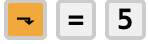 ⬎ = 5